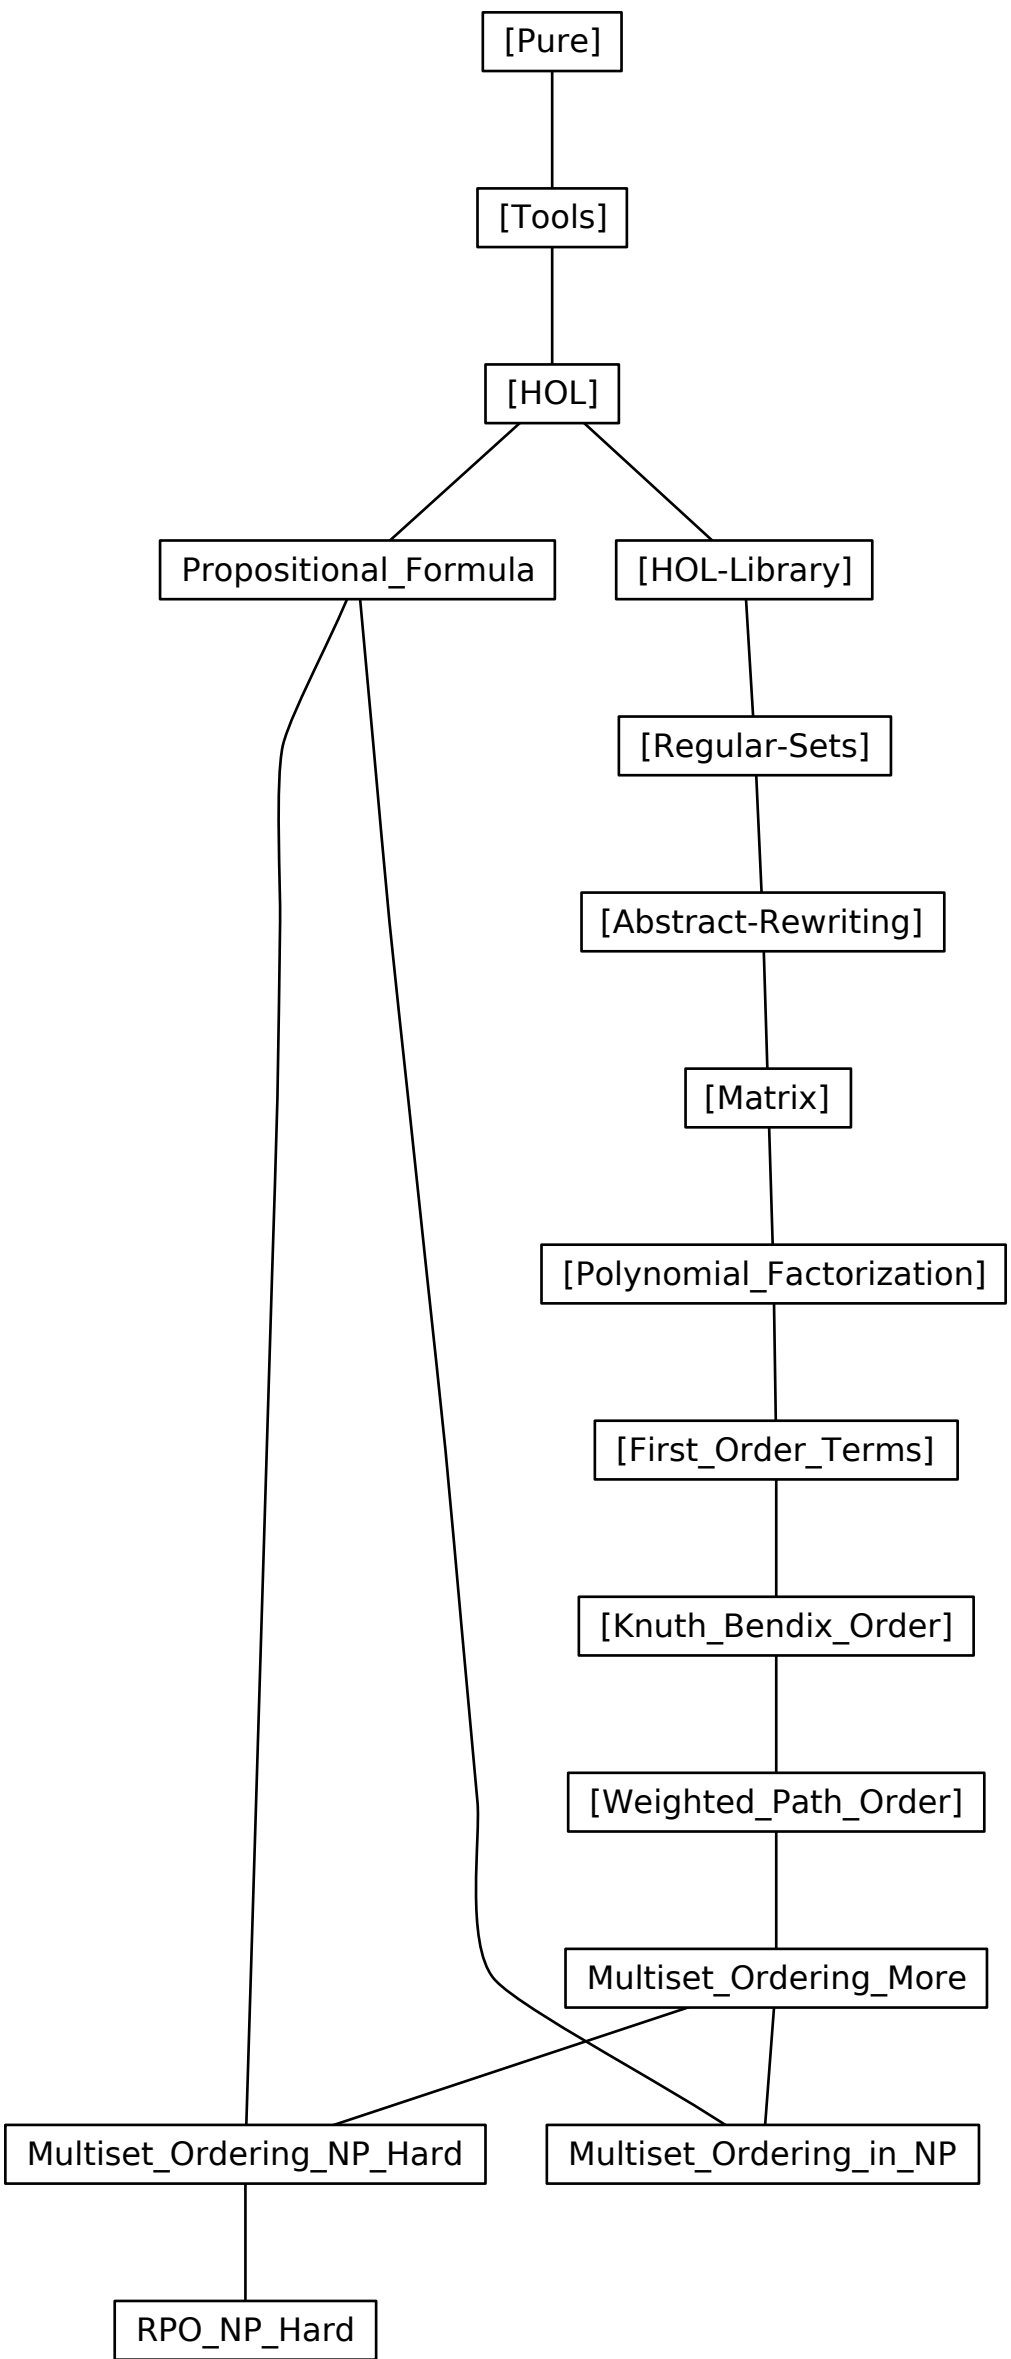 [Pure]
[Tools]
[HOL]
Propositional_Formula
[HOL-Library]
[Regular-Sets]
[Abstract-Rewriting]
[Matrix]
[Polynomial_Factorization]
[First_Order_Terms]
[Knuth_Bendix_Order]
[Weighted_Path_Order]
Multiset_Ordering_More
Multiset_Ordering_NP_Hard
Multiset_Ordering_in_NP
RPO_NP_Hard